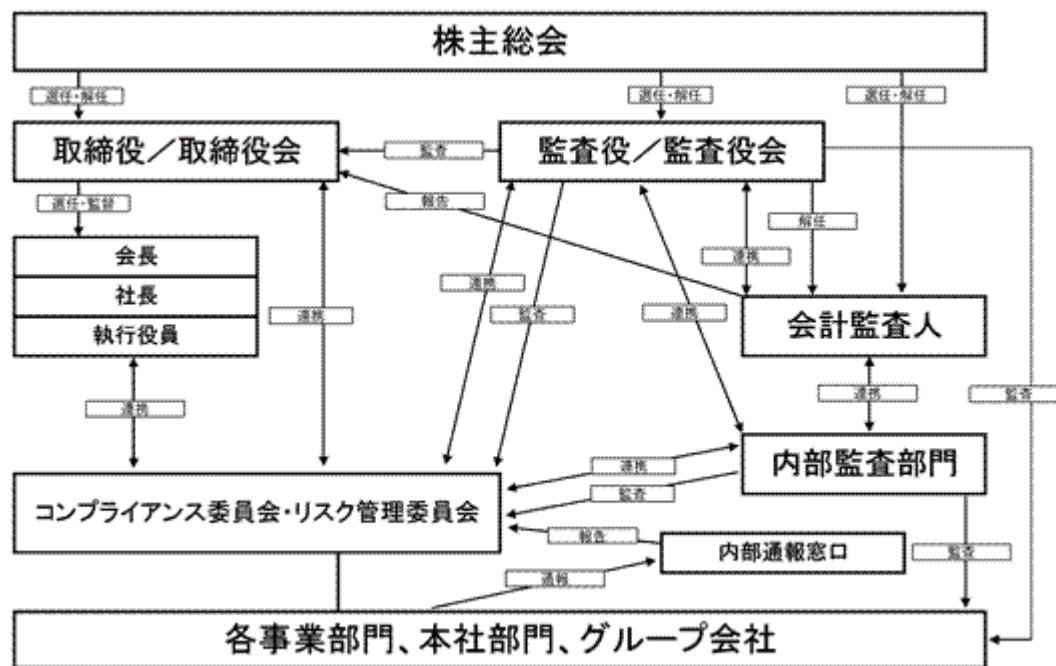 株主総会
選任・解任
選任・解任
選任・解任
取締役／取締役会
監査
監査役／監査役会
選任・監督
報告
連携
解任
会長
社長
執行役員
連携
連携
監査
連携
会計監査人
連携
連携
監査
内部監査部門
連携
監査
コンプライアンス委員会・リスク管理委員会
報告
内部通報窓口
監査
通報
各事業部門、本社部門、グループ会社